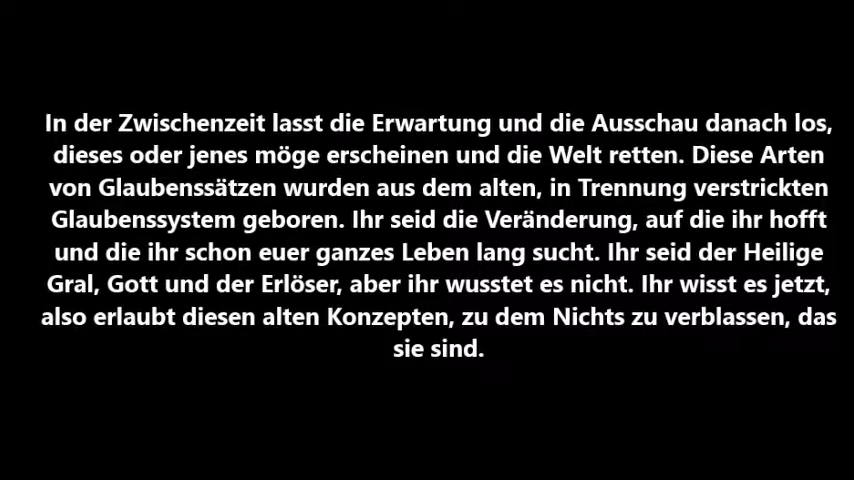 In der Zwischenzeit lasst die Erwartung und die Ausschau danach los,
dieses oder jenes möge erscheinen und die Welt retten. Diese Arten
von Glaubenssätzen wurden aus dem alten, in Trennung verstrickten
Glaubenssystem geboren. Ihr seid die Veränderung, auf die ihr hofft
und die ihr schon euer ganzes Leben lang sucht. Ihr seid der Heilige
Gral, Gott und der Erlöser, aber ihr wusstet es nicht. Ihr wisst es jetzt,
also erlaubt diesen alten Konzepten, zu dem Nichts zu verblassen, das
sie sind.